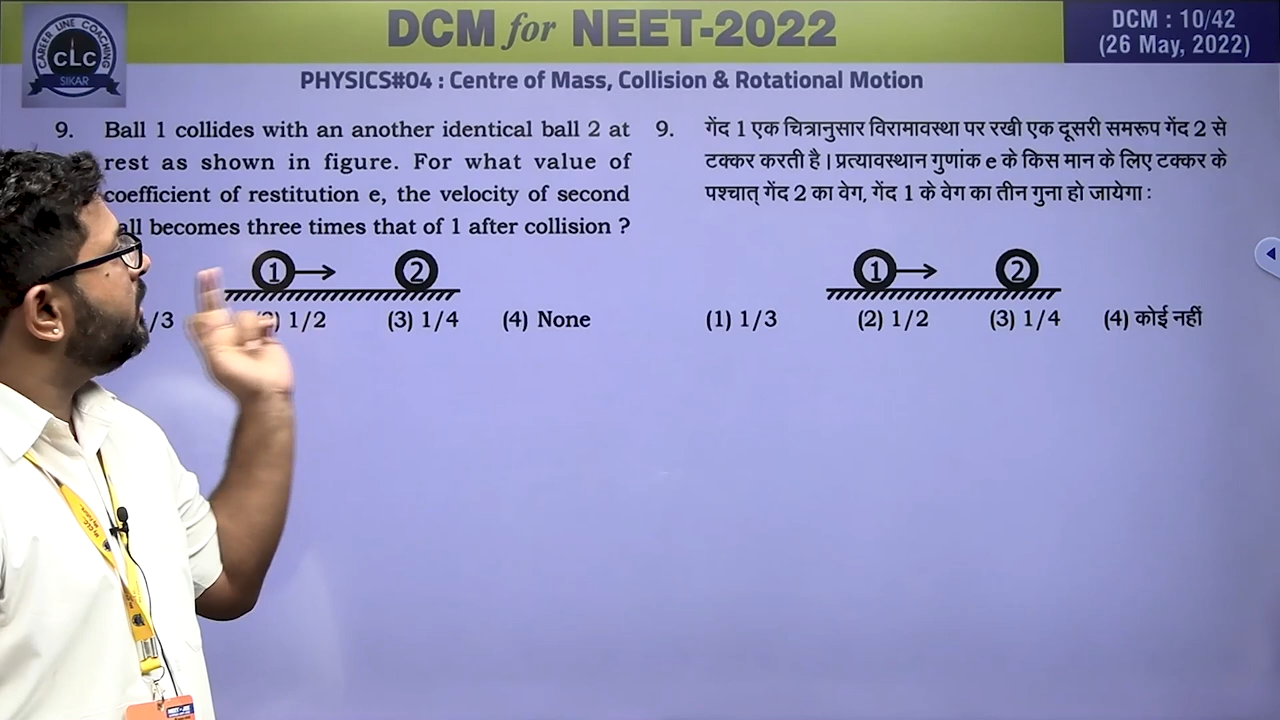 DCM for NEET-2022
DCM : 10/42
(26 May, 2022)
CAREER LINE COACHING
CLC
SIKAR
PHYSICS#04 : Centre of Mass, Collision & Rotational Motion
9. Ball 1 collides with an another identical ball 2 at
rest as shown in figure. For what value of
coefficient of restitution e, the velocity of second
all becomes three times that of 1 after collision ?
1 2
/3 (2) 1/2 (3) 1/4 (4) None
9. गेंद 1 एक चित्रानुसार विरामावस्था पर रखी एक दूसरी समरूप गेंद 2 से
टक्कर करती है। प्रत्यावस्थान गुणांक e के किस मान के लिए टक्कर के
पश्चात् गेंद 2 का वेग, गेंद 1 के वेग का तीन गुना हो जायेगा :
1 2
(1) 1/3 (2) 1/2 (3) 1/4 (4) कोई नहीं